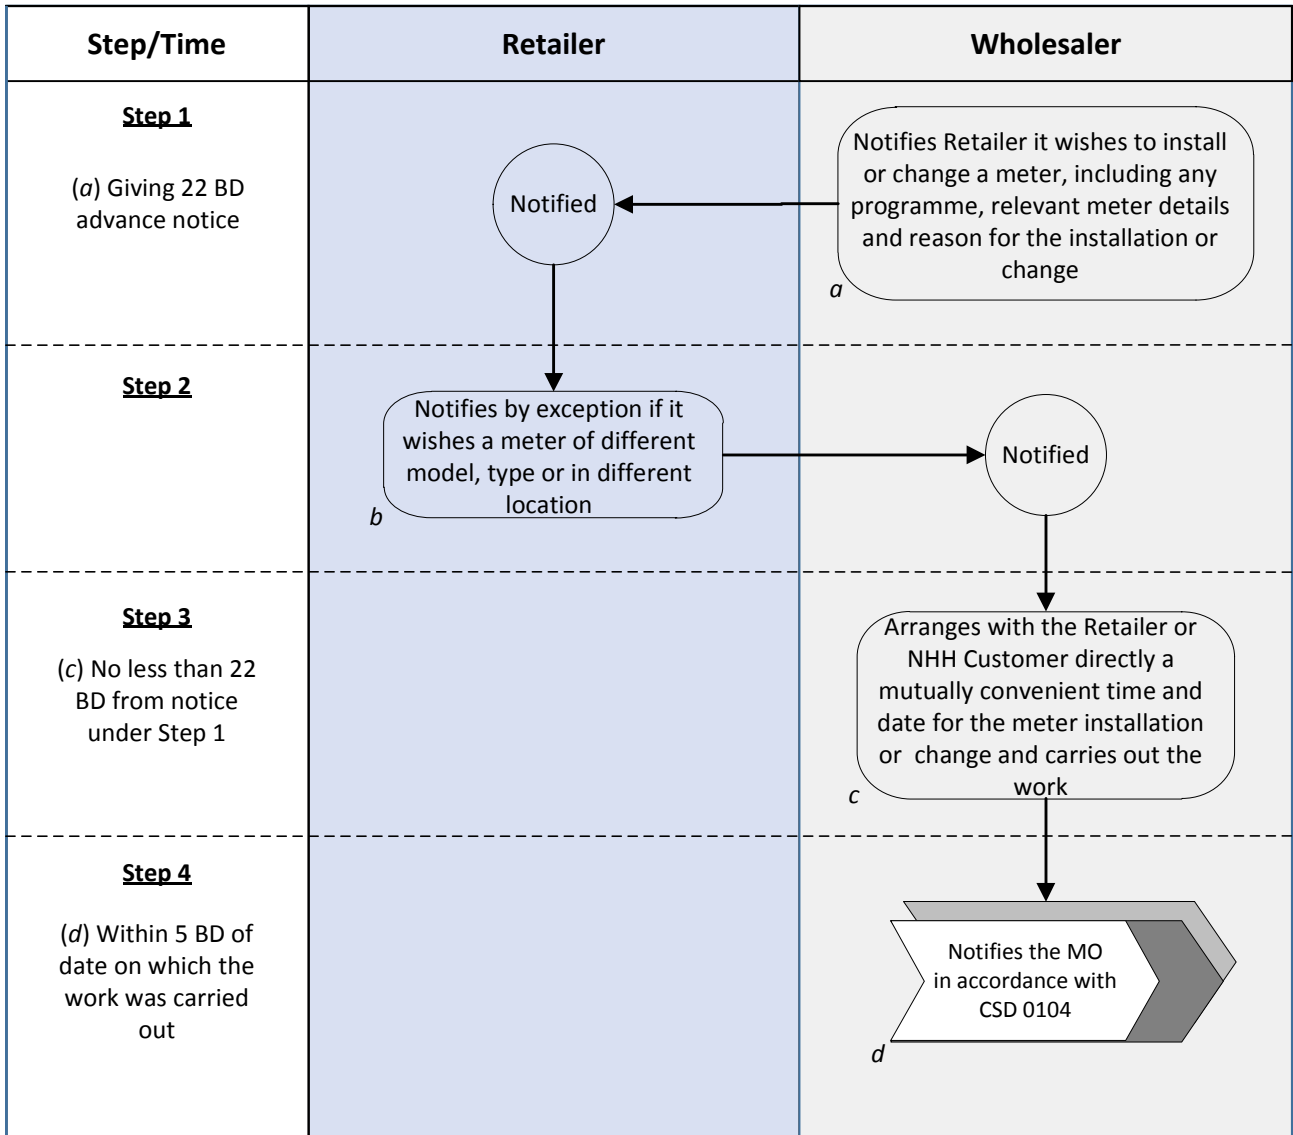 Step/Time
Retailer
Wholesaler
Step 1
(a) Giving 22 BD
advance notice
Notified
Notifies Retailer it wishes to install
or change a meter, including any
programme, relevant meter details
and reason for the installation or
change
a
Step 2
Notifies by exception if it
wishes a meter of different
model, type or in different
location
b
Notified
Step 3
(c) No less than 22
BD from notice
under Step 1
Arranges with the Retailer or
NHH Customer directly a
mutually convenient time and
date for the meter installation
or change and carries out the
work
c
Step 4
(d) Within 5 BD of
date on which the
work was carried
out
Notifies the MO
in accordance with
CSD 0104
d